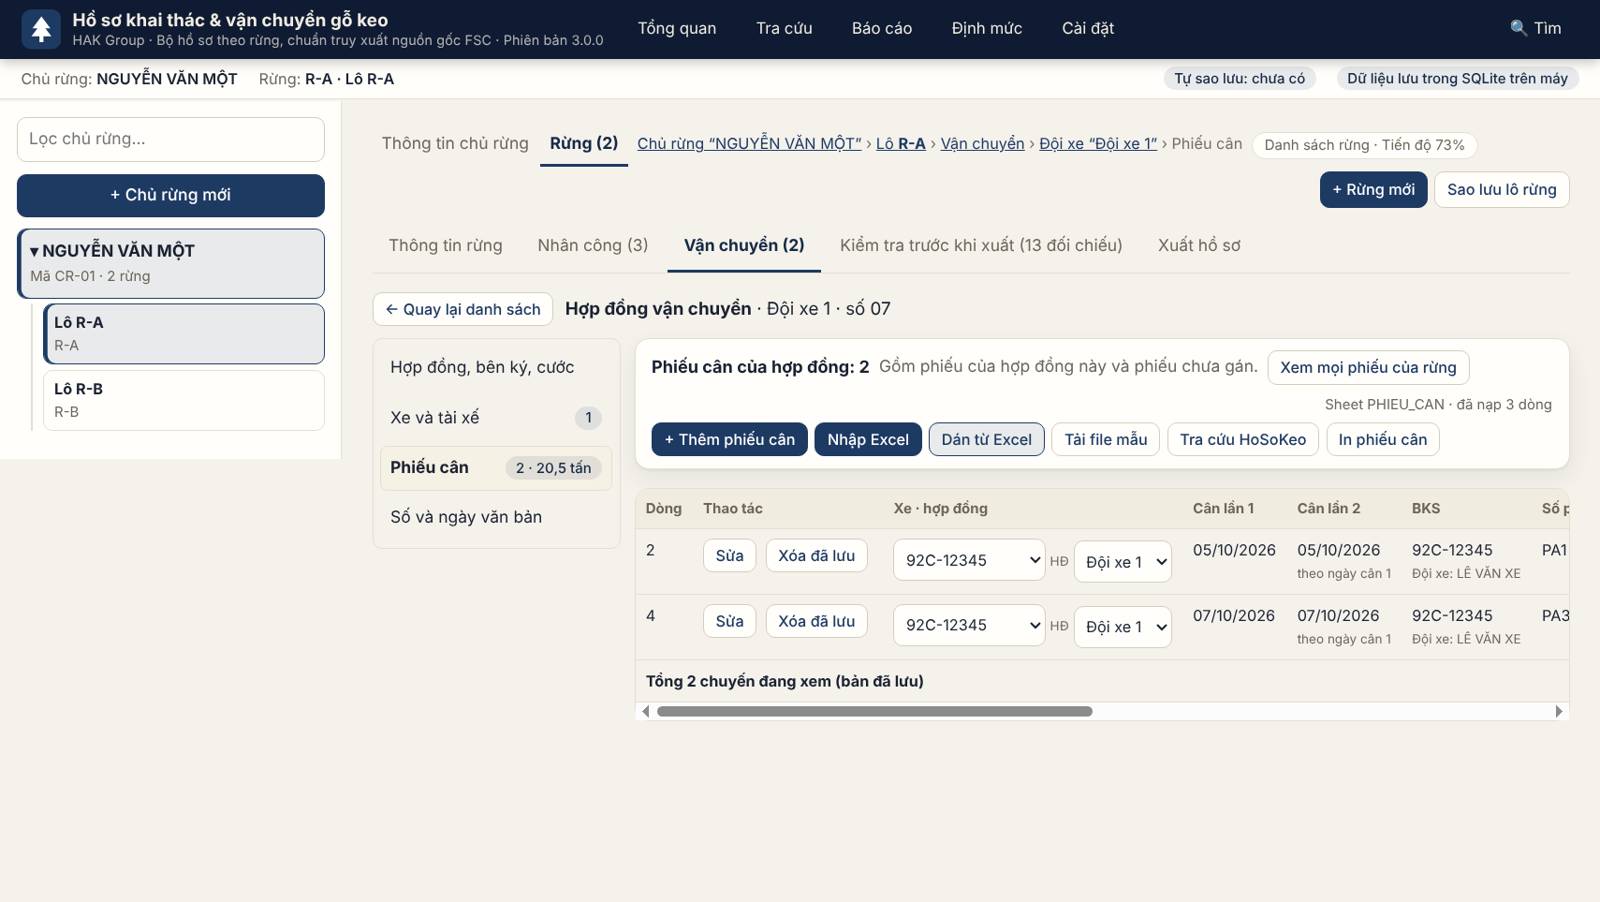 Hồ sơ khai thác & vận chuyển gỗ keo
HAK Group · Bộ hồ sơ theo rừng, chuẩn truy xuất nguồn gốc FSC · Phiên bản 3.0.0
Tổng quan
Tra cứu
Báo cáo
Định mức
Cài đặt
Tìm
Chủ rừng: NGUYỄN VĂN MỘT
Rừng: R-A · Lô R-A
Tự sao lưu: chưa có
Dữ liệu lưu trong SQLite trên máy
Lọc chủ rừng...
+ Chủ rừng mới
▾ NGUYỄN VĂN MỘT
Mã CR-01 · 2 rừng
Lô R-A
R-A
Lô R-B
R-B
Thông tin chủ rừng
Rừng (2)
Chủ rừng “NGUYỄN VĂN MỘT” › Lô R-A › Vận chuyển › Đội xe “Đội xe 1” › Phiếu cân
Danh sách rừng · Tiến độ 73%
+ Rừng mới
Sao lưu lô rừng
Thông tin rừng
Nhân công (3)
Vận chuyển (2)
Kiểm tra trước khi xuất (13 đối chiếu)
Xuất hồ sơ
← Quay lại danh sách
Hợp đồng vận chuyển · Đội xe 1 · số 07
Hợp đồng, bên ký, cước
Xe và tài xế
1
Phiếu cân
2 · 20,5 tấn
Số và ngày văn bản
Phiếu cân của hợp đồng: 2
Gồm phiếu của hợp đồng này và phiếu chưa gán.
Xem mọi phiếu của rừng
Sheet PHIEU_CAN · đã nạp 3 dòng
+ Thêm phiếu cân
Nhập Excel
Dán từ Excel
Tải file mẫu
Tra cứu HoSoKeo
In phiếu cân
Dòng
Thao tác
Xe · hợp đồng
Cân lần 1
Cân lần 2
BKS
Số p
2
Sửa
Xóa đã lưu
92C-12345
HĐ
Đội xe 1
05/10/2026
05/10/2026
theo ngày cân 1
92C-12345
Đội xe: LÊ VĂN XE
PA1
4
Sửa
Xóa đã lưu
92C-12345
HĐ
Đội xe 1
07/10/2026
07/10/2026
theo ngày cân 1
92C-12345
Đội xe: LÊ VĂN XE
PA3
Tổng 2 chuyến đang xem (bản đã lưu)